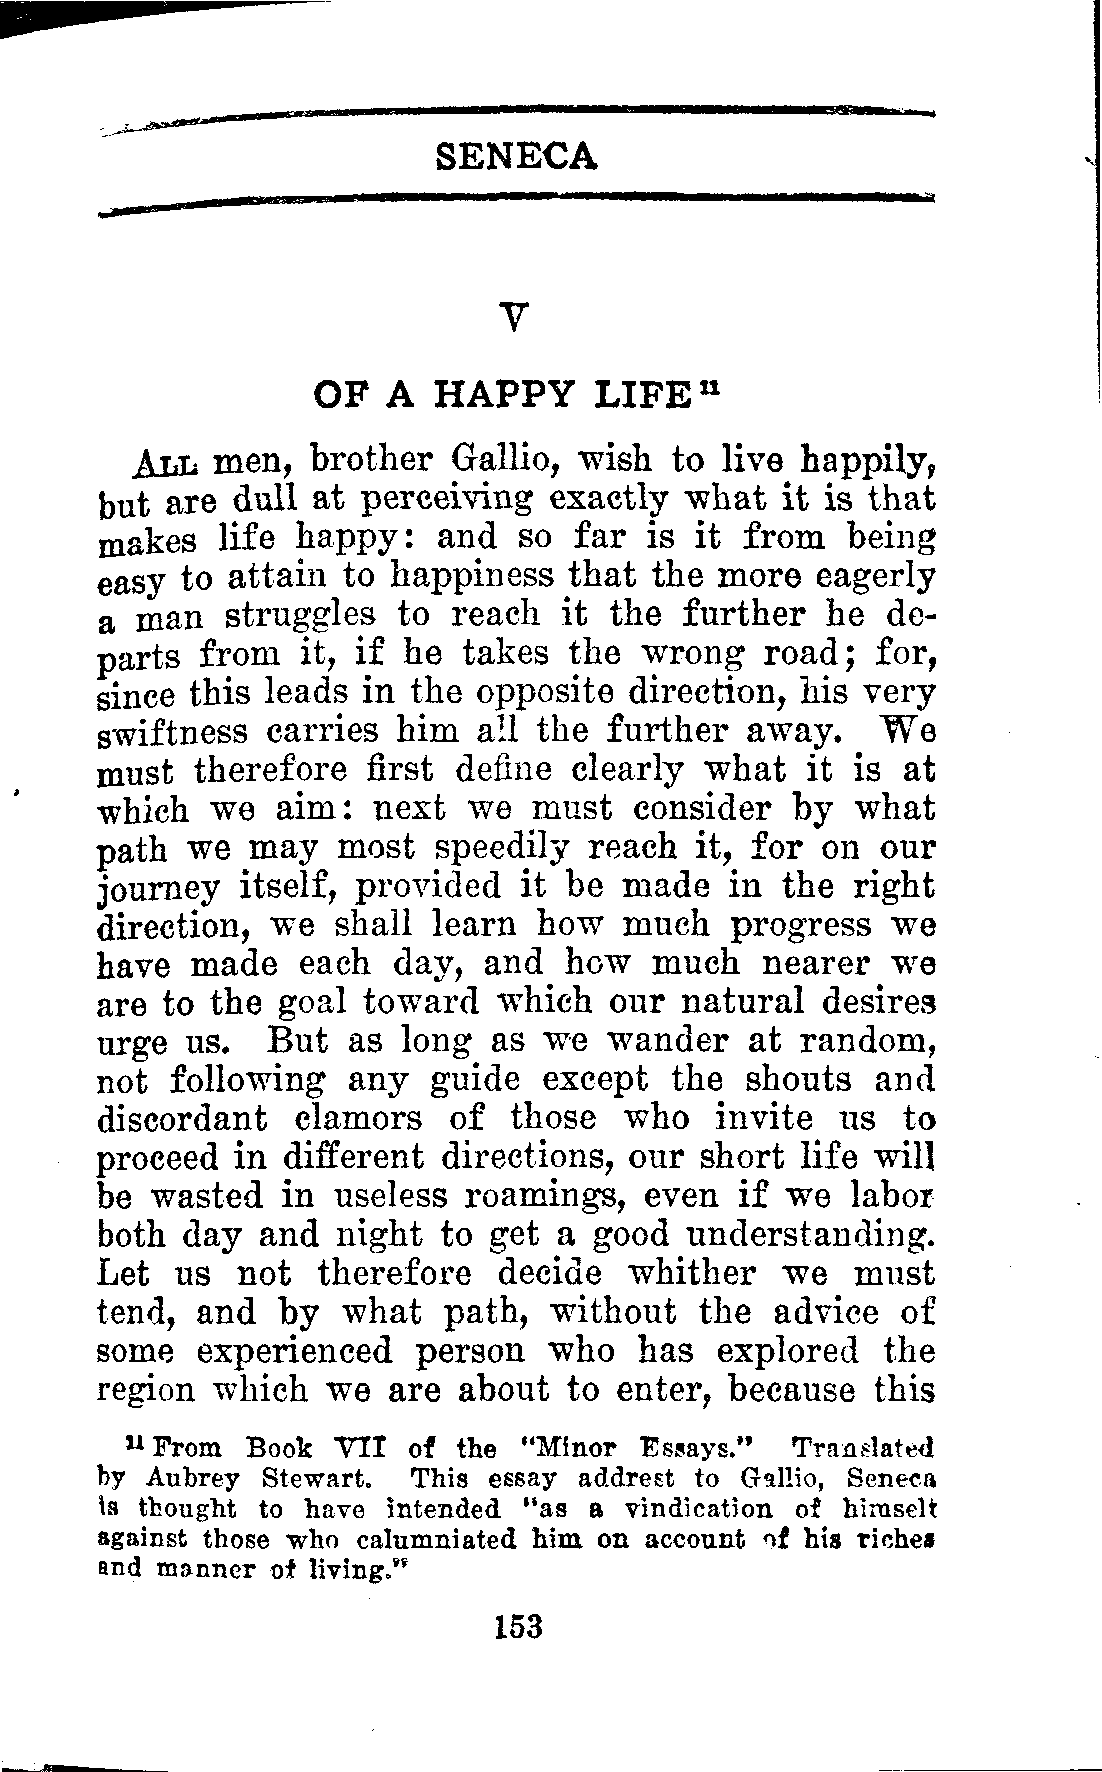 SENECA
V
OF A HAPPY LIFE11
ALL men, brother Gallio, wish to live happily,
but are dull at perceiving exactly what it is that
makes life happy: and so far is it from being
easy to attain to happiness that the more eagerly
a man struggles to reach it the further he de-
parts from it, if he takes the wrong road; for,
since this leads in the opposite direction, his very
swiftness carries him all the further away. We
must therefore first define clearly what it is at
which we aim: next we must consider by what
path we may most speedily reach it, for on our
journey itself, provided it be made in the right
direction, we shall learn how much progress we
have made each day, and how much nearer we
are to the goal toward which our natural desires
urge us. But as long as we wander at random,
not following any guide except the shouts and
discordant clamors of those who invite us to
proceed in different directions, our short life will
be wasted in useless roamings, even if we labor
both day and night to get a good understanding.
Let us not therefore decide whither we must
tend, and by what path, without the advice of
some experienced person who has explored the
region which we are about to enter, because this
11 From Book VII of the "Minor Essays." Translated
by Aubrey Stewart. This essay addrest to Gallio, Seneca
is thought to have intended "as a vindication of himself
against those who calumniated him on account of his riches
and manner of living."
153